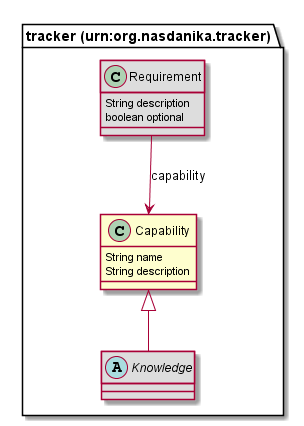 tracker (urn:org.nasdanika.tracker)
C Requirement
String description
boolean optional
capability
C Capability
String name
String description
A Knowledge